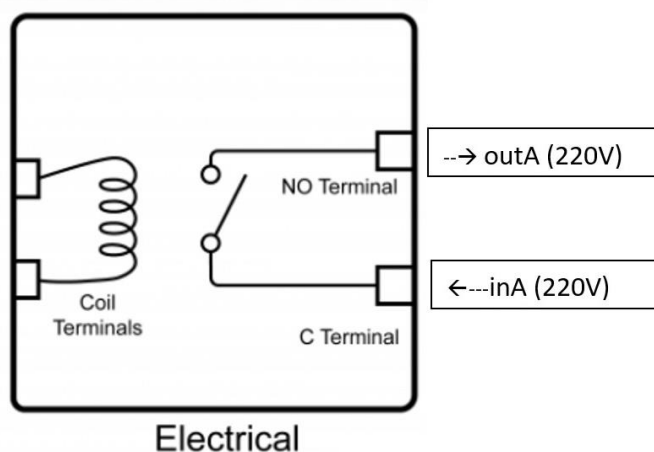 --→ outA (220V)
NO Terminal
←---inA (220V)
Coil
Terminals
C Terminal
Electrical